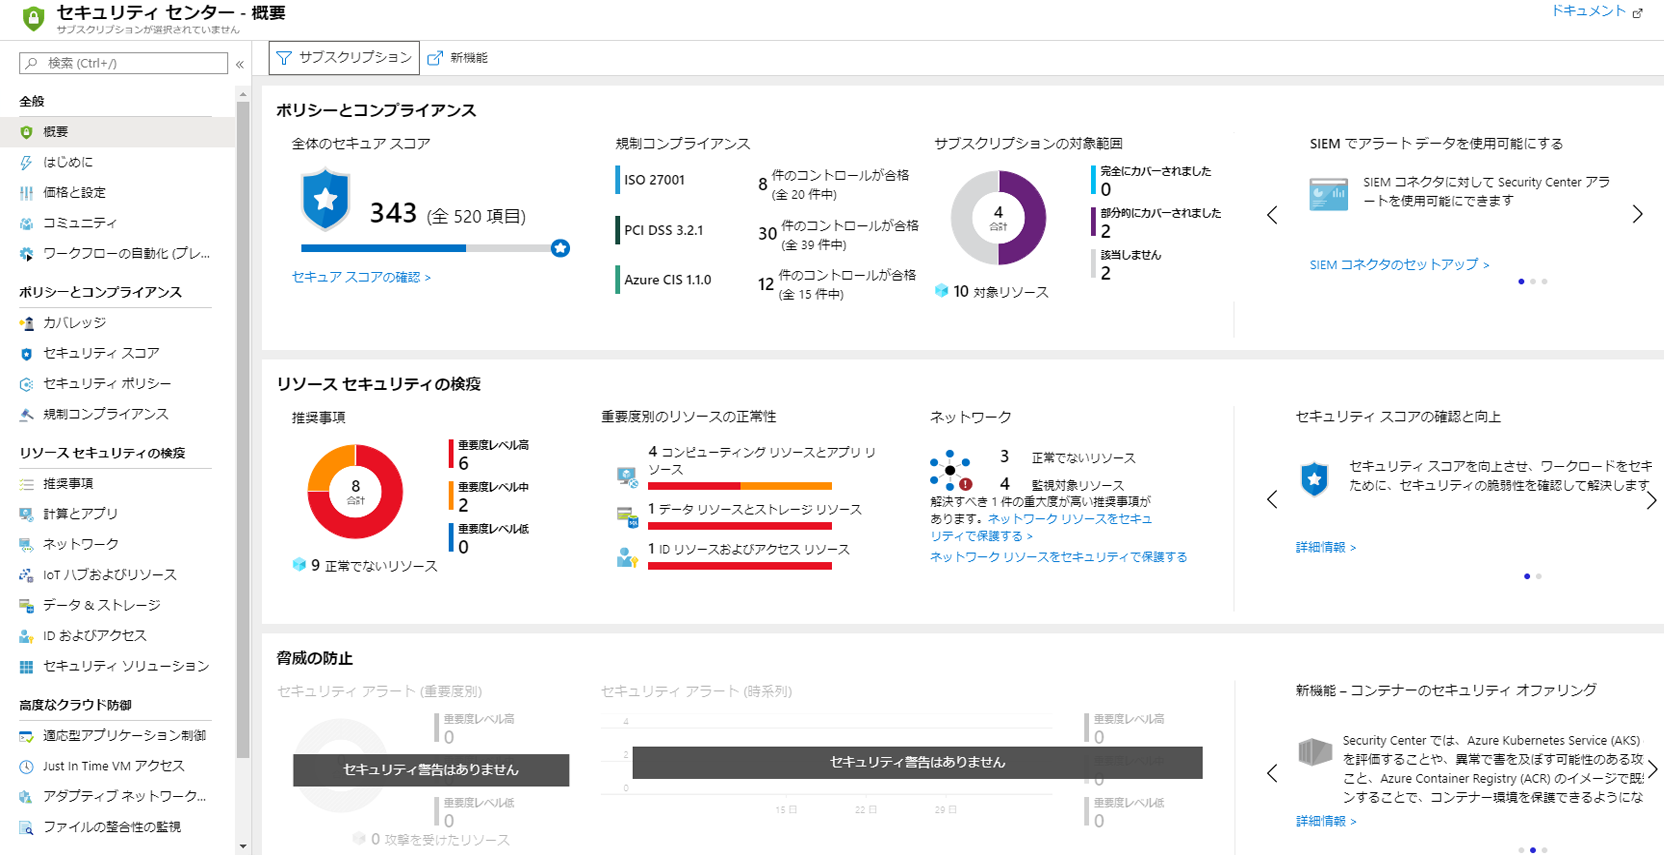 セキュリティ センター - 概要
サブスクリプションが選択されていません
ドキュメント
検索 (Ctrl+/)
«
全般
概要
はじめに
価格と設定
コミュニティ
ワークフローの自動化 (プレ...
ポリシーとコンプライアンス
カバレッジ
セキュリティ スコア
セキュリティ ポリシー
規制コンプライアンス
リソース セキュリティの検疫
推奨事項
計算とアプリ
ネットワーク
IoT ハブおよびリソース
データ & ストレージ
ID およびアクセス
セキュリティ ソリューション
高度なクラウド防御
適応型アプリケーション制御
Just In Time VM アクセス
アダプティブ ネットワーク...
ファイルの整合性の監視
サブスクリプション
新機能
ポリシーとコンプライアンス
全体のセキュア スコア
343 (全 520 項目)
セキュア スコアの確認 >
規制コンプライアンス
ISO 27001
8 件のコントロールが合格
(全 20 件中)
PCI DSS 3.2.1
30 件のコントロールが合格
(全 39 件中)
Azure CIS 1.1.0
12 件のコントロールが合格
(全 15 件中)
サブスクリプションの対象範囲
4
合計
完全にカバーされました
0
部分的にカバーされました
2
該当しません
2
10 対象リソース
SIEM でアラート データを使用可能にする
SIEM コネクタに対して Security Center アラ
ートを使用可能にできます
SIEM コネクタのセットアップ >
リソース セキュリティの検疫
推奨事項
8
合計
重要度レベル高
6
重要度レベル中
2
重要度レベル低
0
9 正常でないリソース
重要度別のリソースの正常性
4 コンピューティング リソースとアプリ リ
ソース
1 データ リソースとストレージ リソース
1 ID リソースおよびアクセス リソース
ネットワーク
3 正常でないリソース
4 監視対象リソース
解決すべき 1 件の重大度が高い推奨事項が
あります。ネットワーク リソースをセキュ
リティで保護する >
ネットワーク リソースをセキュリティで保護する
セキュリティ スコアの確認と向上
セキュリティ スコアを向上させ、ワークロードをセキ
ために、セキュリティの脆弱性を確認して解決します
詳細情報 >
脅威の防止
セキュリティ アラート (重要度別)
重要度レベル高
0
セキュリティ警告はありません
重要度レベル低
0
0 攻撃を受けたリソース
セキュリティ アラート (時系列)
4
2
0
15 日
22 日
29 日
セキュリティ警告はありません
重要度レベル高
0
0
重要度レベル低
0
新機能 – コンテナーのセキュリティ オファリング
Security Center では、Azure Kubernetes Service (AKS)
を評価することや、異常で害を及ぼす可能性のある攻
こと、Azure Container Registry (ACR) のイメージで既
ンすることで、コンテナー環境を保護できるようにな
詳細情報 >